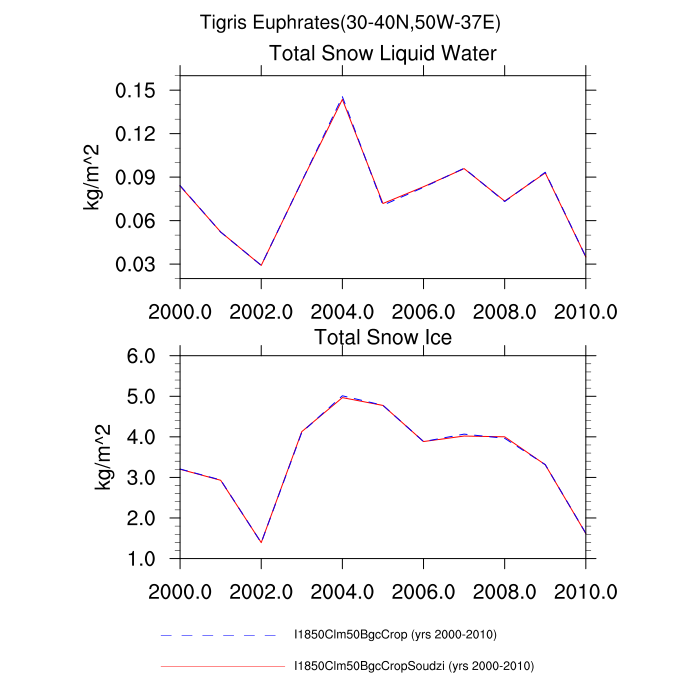 Tigris Euphrates(30-40N,50W-37E)
Total Snow Liquid Water
0.15
0.12
0.09
0.06
0.03
kg/m^2
2000.0 2002.0 2004.0 2006.0 2008.0 2010.0
Total Snow Ice
6.0
5.0
4.0
3.0
2.0
1.0
kg/m^2
2000.0 2002.0 2004.0 2006.0 2008.0 2010.0
I1850Clm50BgcCrop (yrs 2000-2010)
I1850Clm50BgcCropSoudzi (yrs 2000-2010)